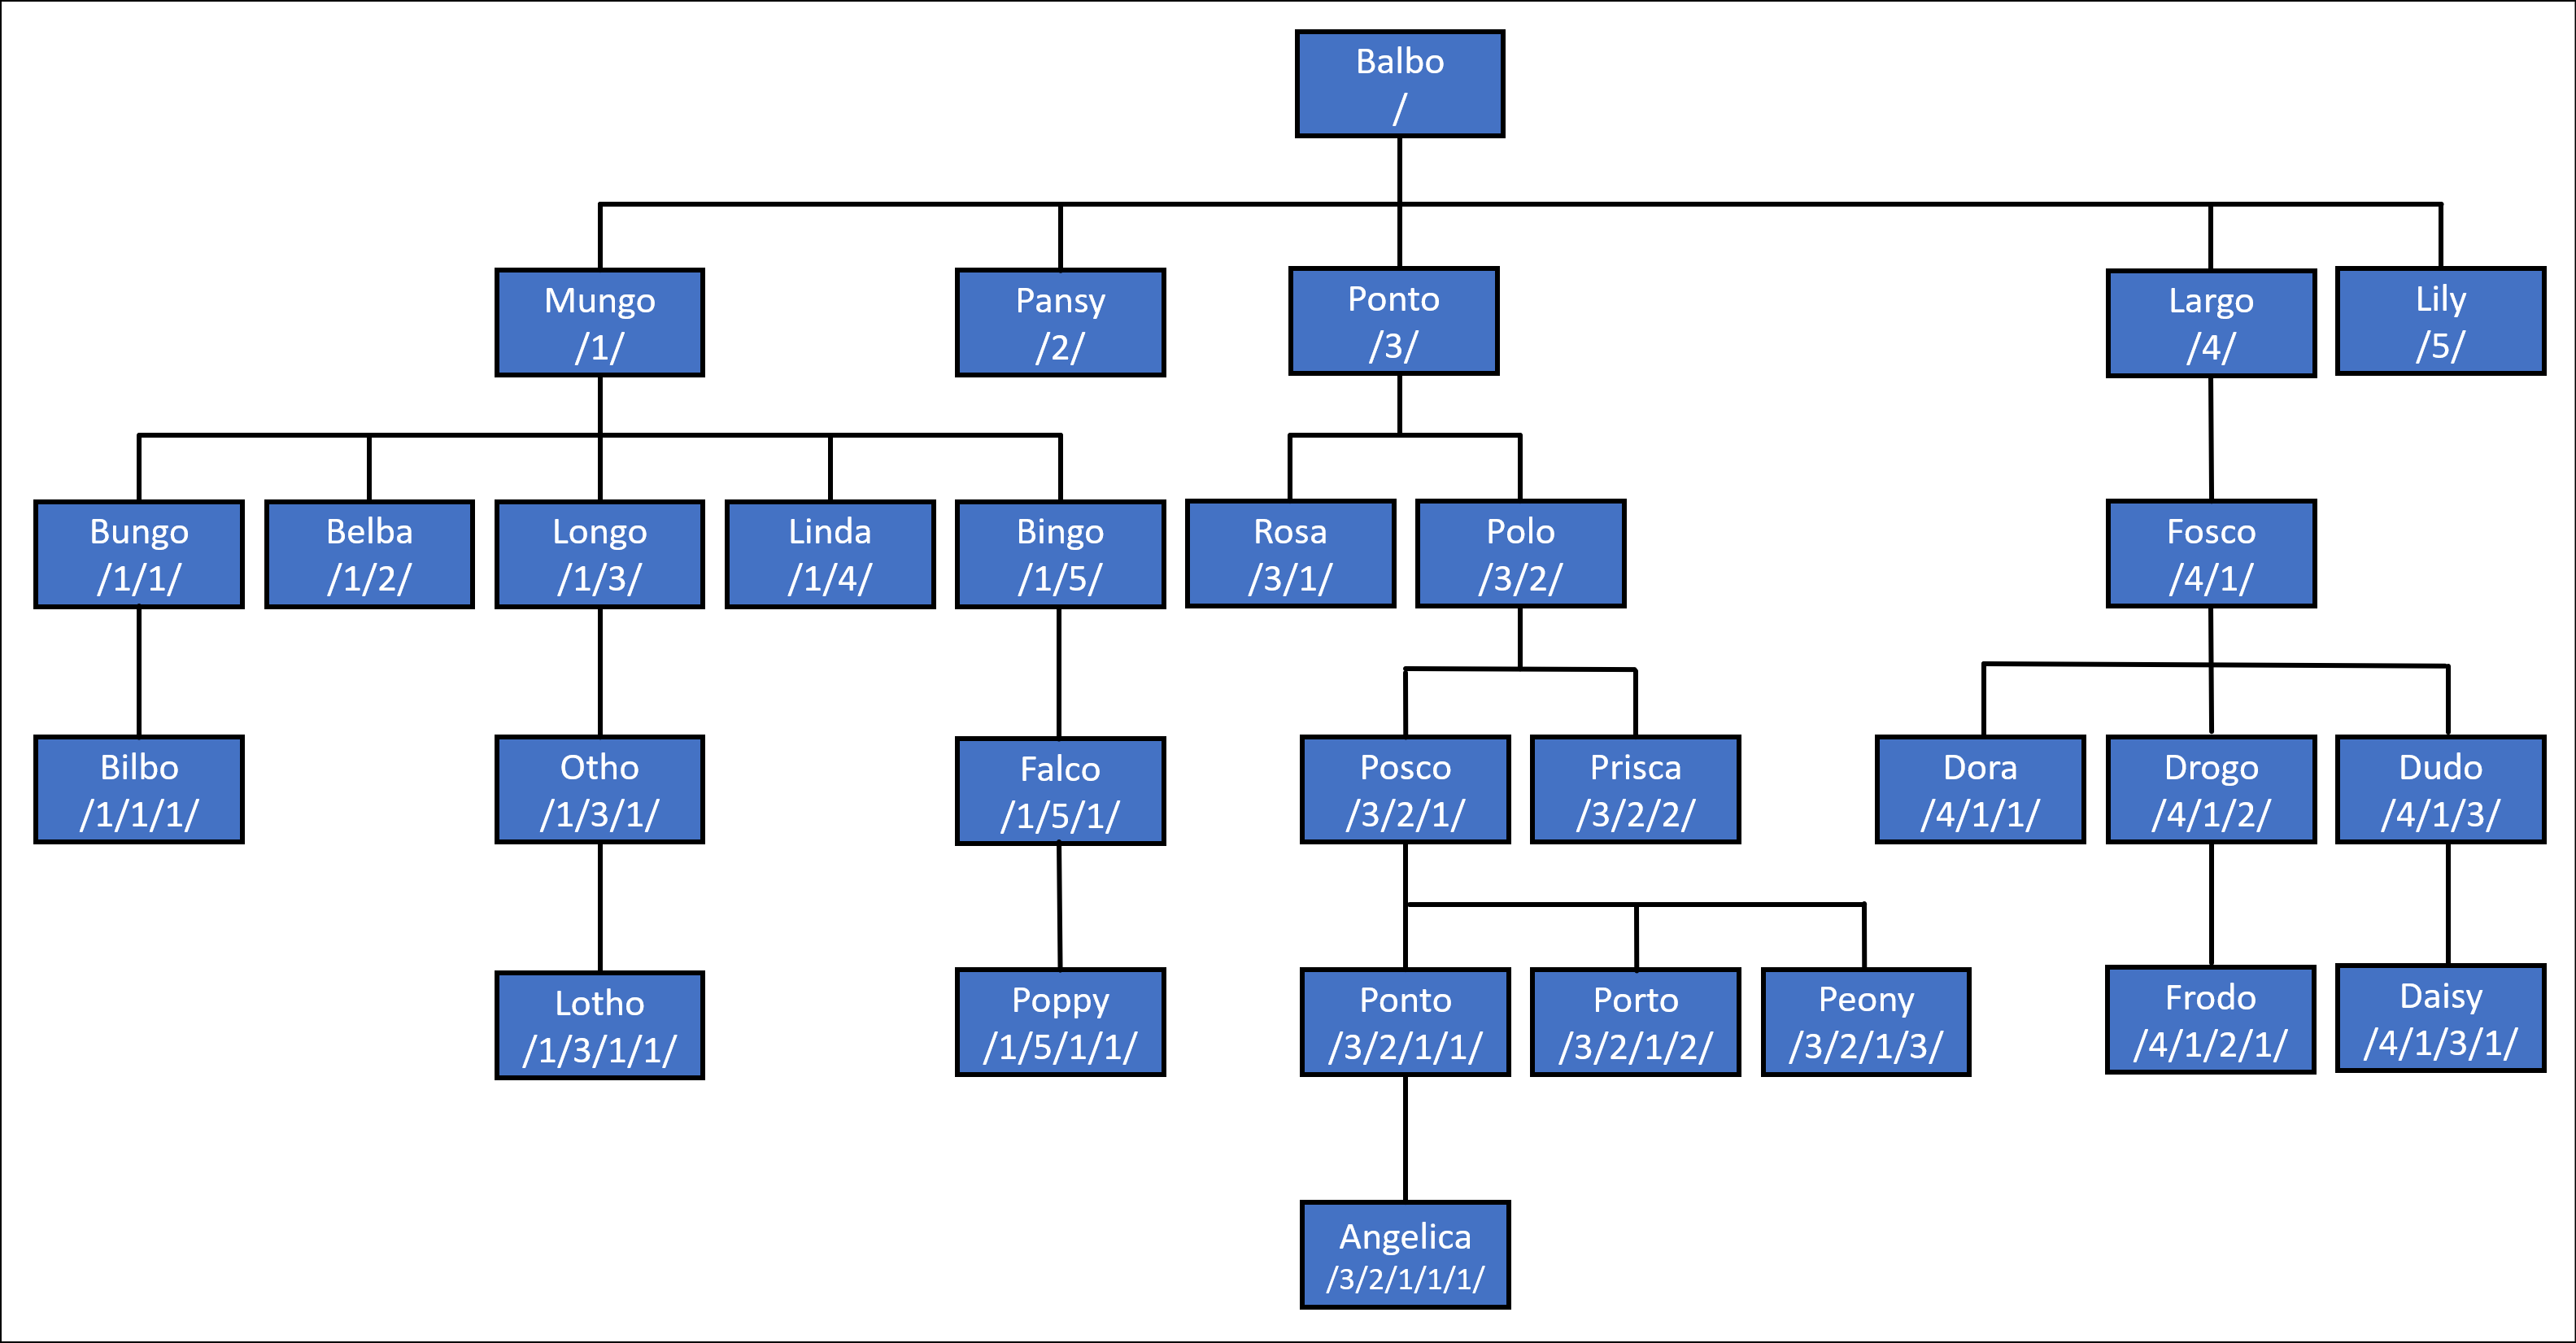 Balbo
/
Mungo
/1/
Pansy
/2/
Ponto
/3/
Largo
/4/
Lily
/5/
Bungo
/1/1/
Belba
/1/2/
Longo
/1/3/
Linda
/1/4/
Bingo
/1/5/
Rosa
/3/1/
Polo
/3/2/
Fosco
/4/1/
Bilbo
/1/1/1/
Otho
/1/3/1/
Falco
/1/5/1/
Posco
/3/2/1/
Prisca
/3/2/2/
Dora
/4/1/1/
Drogo
/4/1/2/
Dudo
/4/1/3/
Lotho
/1/3/1/1/
Poppy
/1/5/1/1/
Ponto
/3/2/1/1/
Porto
/3/2/1/2/
Peony
/3/2/1/3/
Frodo
/4/1/2/1/
Daisy
/4/1/3/1/
Angelica
/3/2/1/1/1/